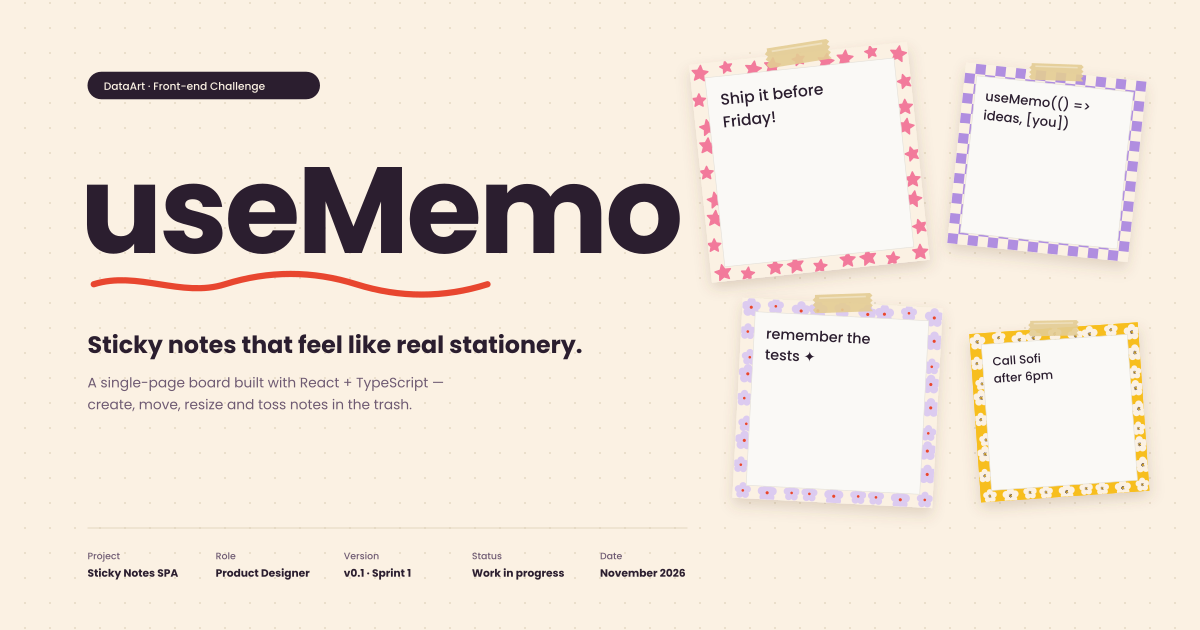 DataArt · Front-end Challenge
useMemo
Sticky notes that feel like real stationery.
A single-page board built with React + TypeScript —
create, move, resize and toss notes in the trash.
Ship it before
Friday!
useMemo(() =>
ideas, [you])
remember the
tests ✦
Call Sofi
after 6pm
Project
Sticky Notes SPA
Role
Product Designer
Version
v0.1 · Sprint 1
Status
Work in progress
Date
November 2026